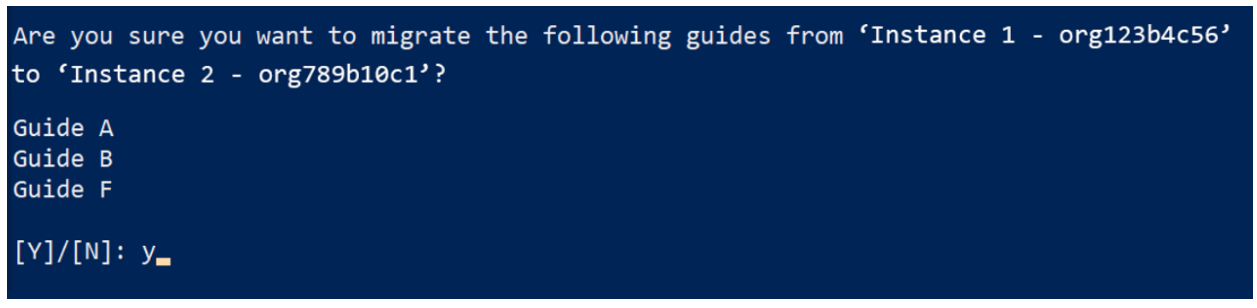 Are you sure you want to migrate the following guides from ‘Instance 1 - org123b4c56’
to ‘Instance 2 - org789b10c1’?
Guide A
Guide B
Guide F
[Y]/[N]: y